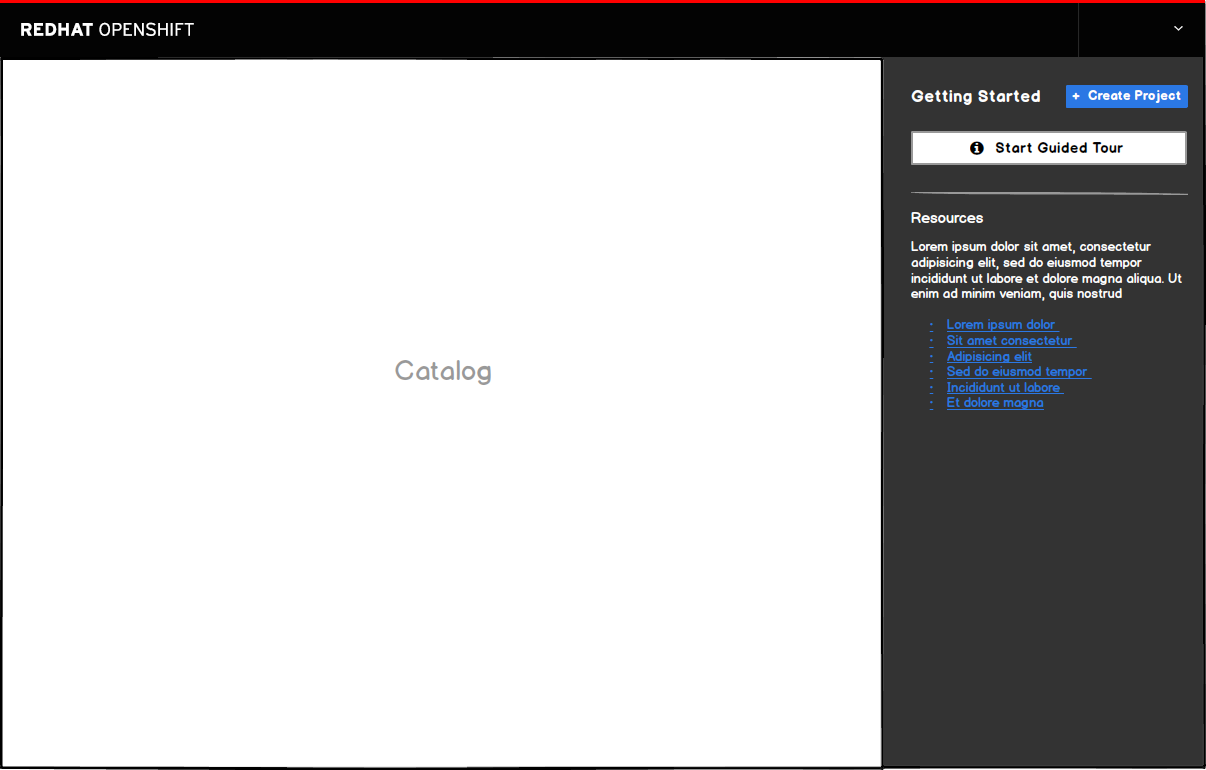 REDHAT OPENSHIFT
Getting Started
+ Create Project
Start Guided Tour
Resources
Lorem ipsum dolor sit amet, consectetur
adipisicing elit, sed do eiusmod tempor
incididunt ut labore et dolore magna aliqua. Ut
enim ad minim veniam, quis nostrud
• Lorem ipsum dolor
• Sit amet consectetur
• Adipisicing elit
• Sed do eiusmod tempor
• Incididunt ut labore
• Et dolore magna
Catalog